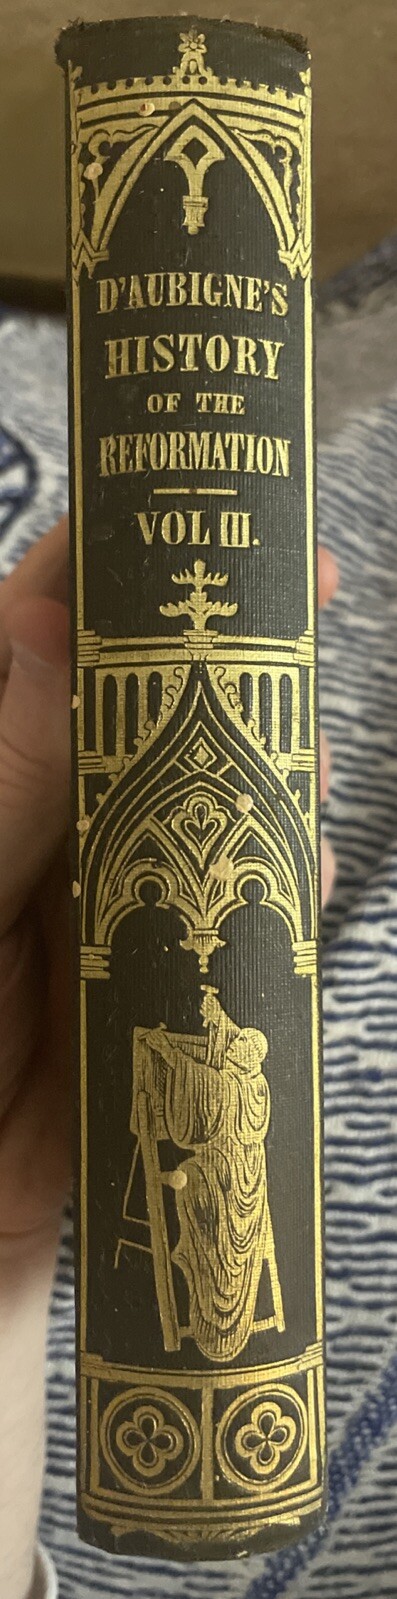 D'AUBIGNE'S
HISTORY
OF THE
REFORMATION
VOL III.